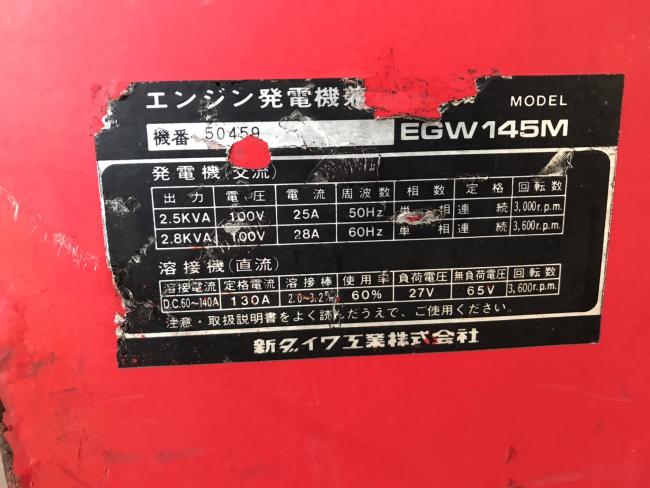 エンジン発電機兼 MODEL
機番 50459 EGW145M
発電機(交流)
出力 電圧 電流 周波数 相数 定格 回転数
2.5KVA 100V 25A 50Hz 単相 連続 3,000r.p.m.
2.8KVA 100V 28A 60Hz 単相 連続 3,600r.p.m.
溶接機(直流)
溶接電流 定格電流 溶接棒 使用率 負荷電圧 無負荷電圧 回転数
D.C.60~140A 130A 2.0~3.2㎜ 60% 27V 65V 3,600r.p.m.
注意・取扱説明書をよく読んだうえで、ご使用ください。
新ダイワ工業株式会社